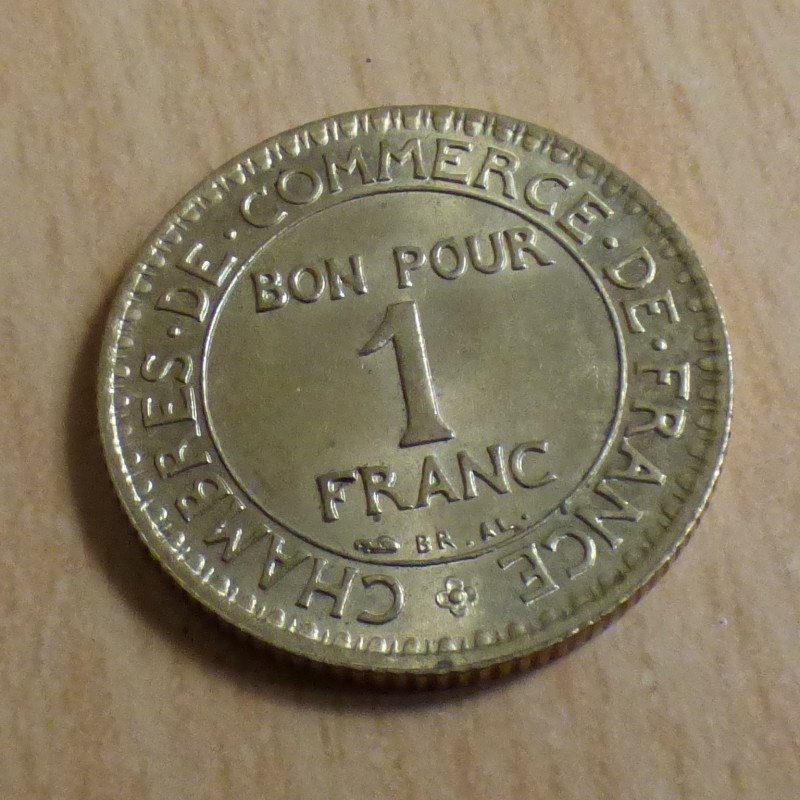 CHAMBRES · DE · COMMERCE · DE · FRANCE
BON POUR
1
FRANC
BR . AL .